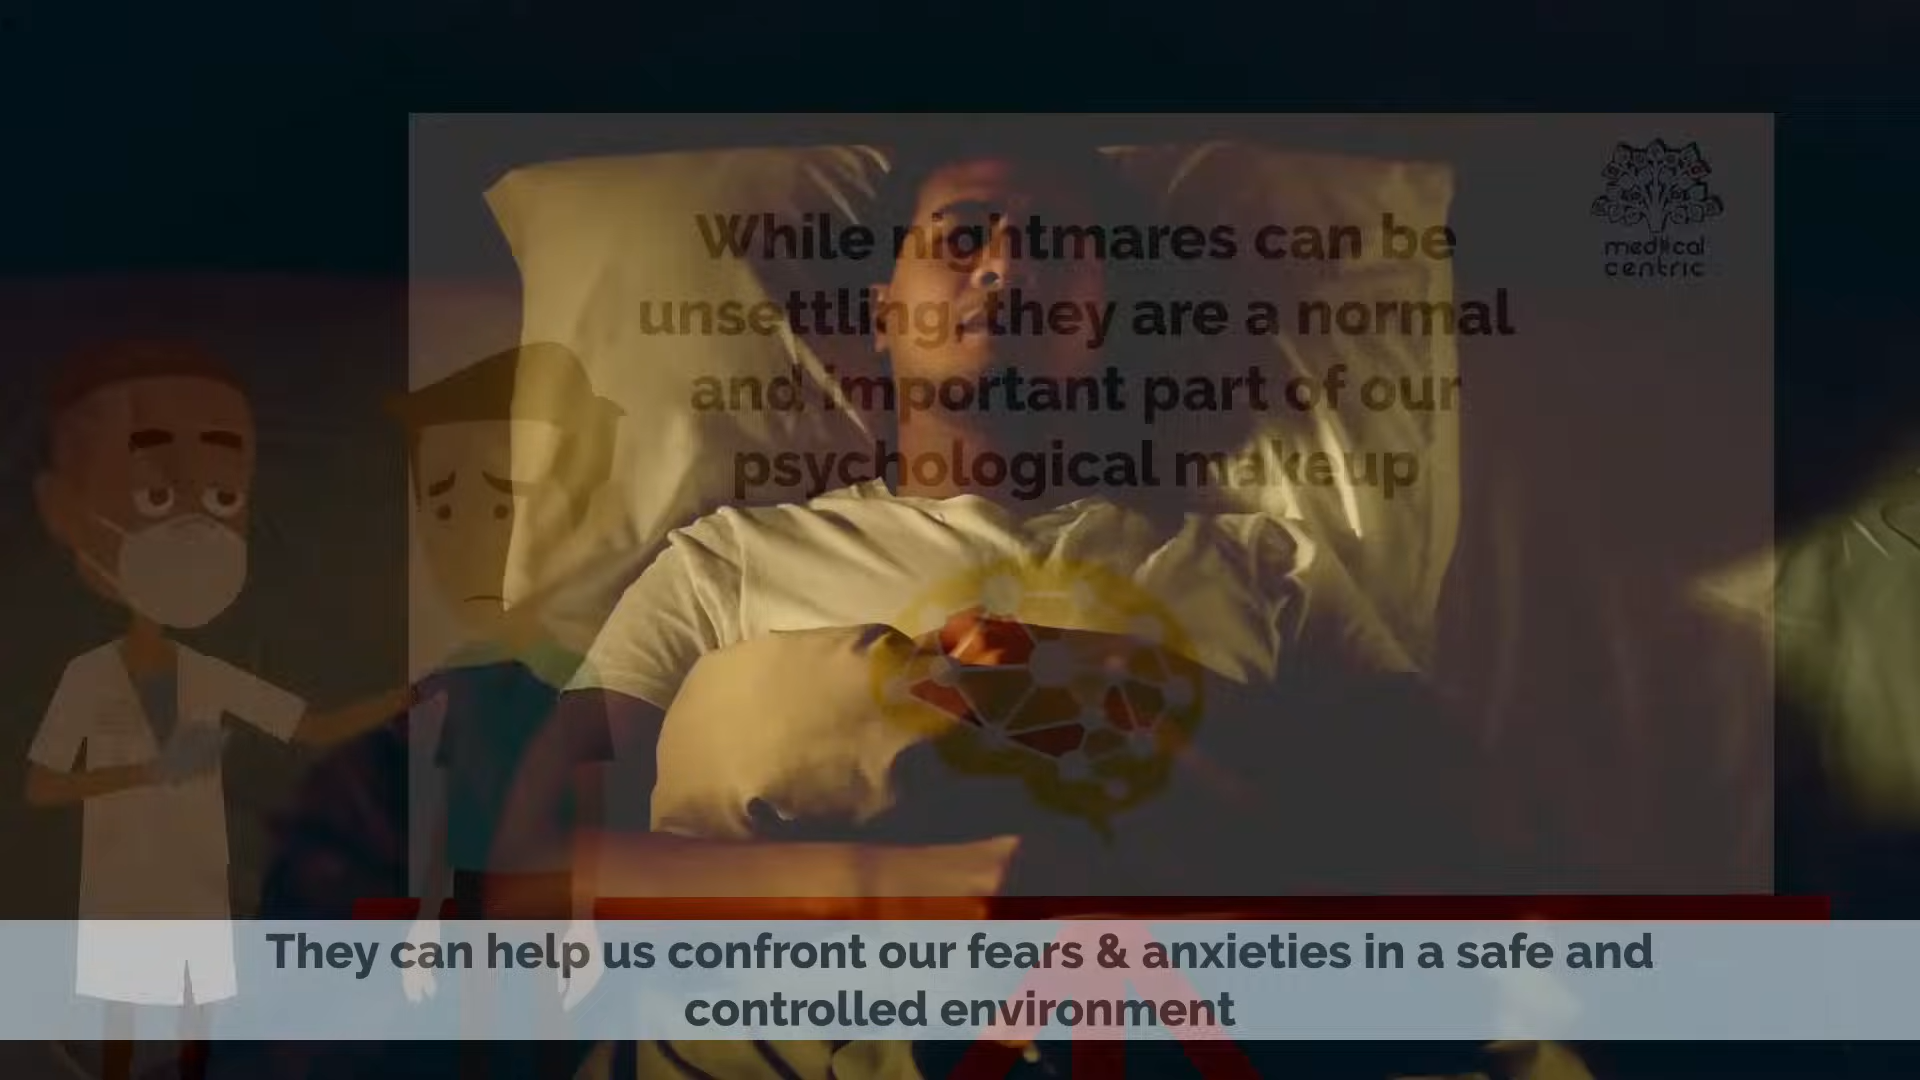 While nightmares can be
unsettling, they are a normal
and important part of our
psychological makeup
medical
centric
They can help us confront our fears & anxieties in a safe and
controlled environment